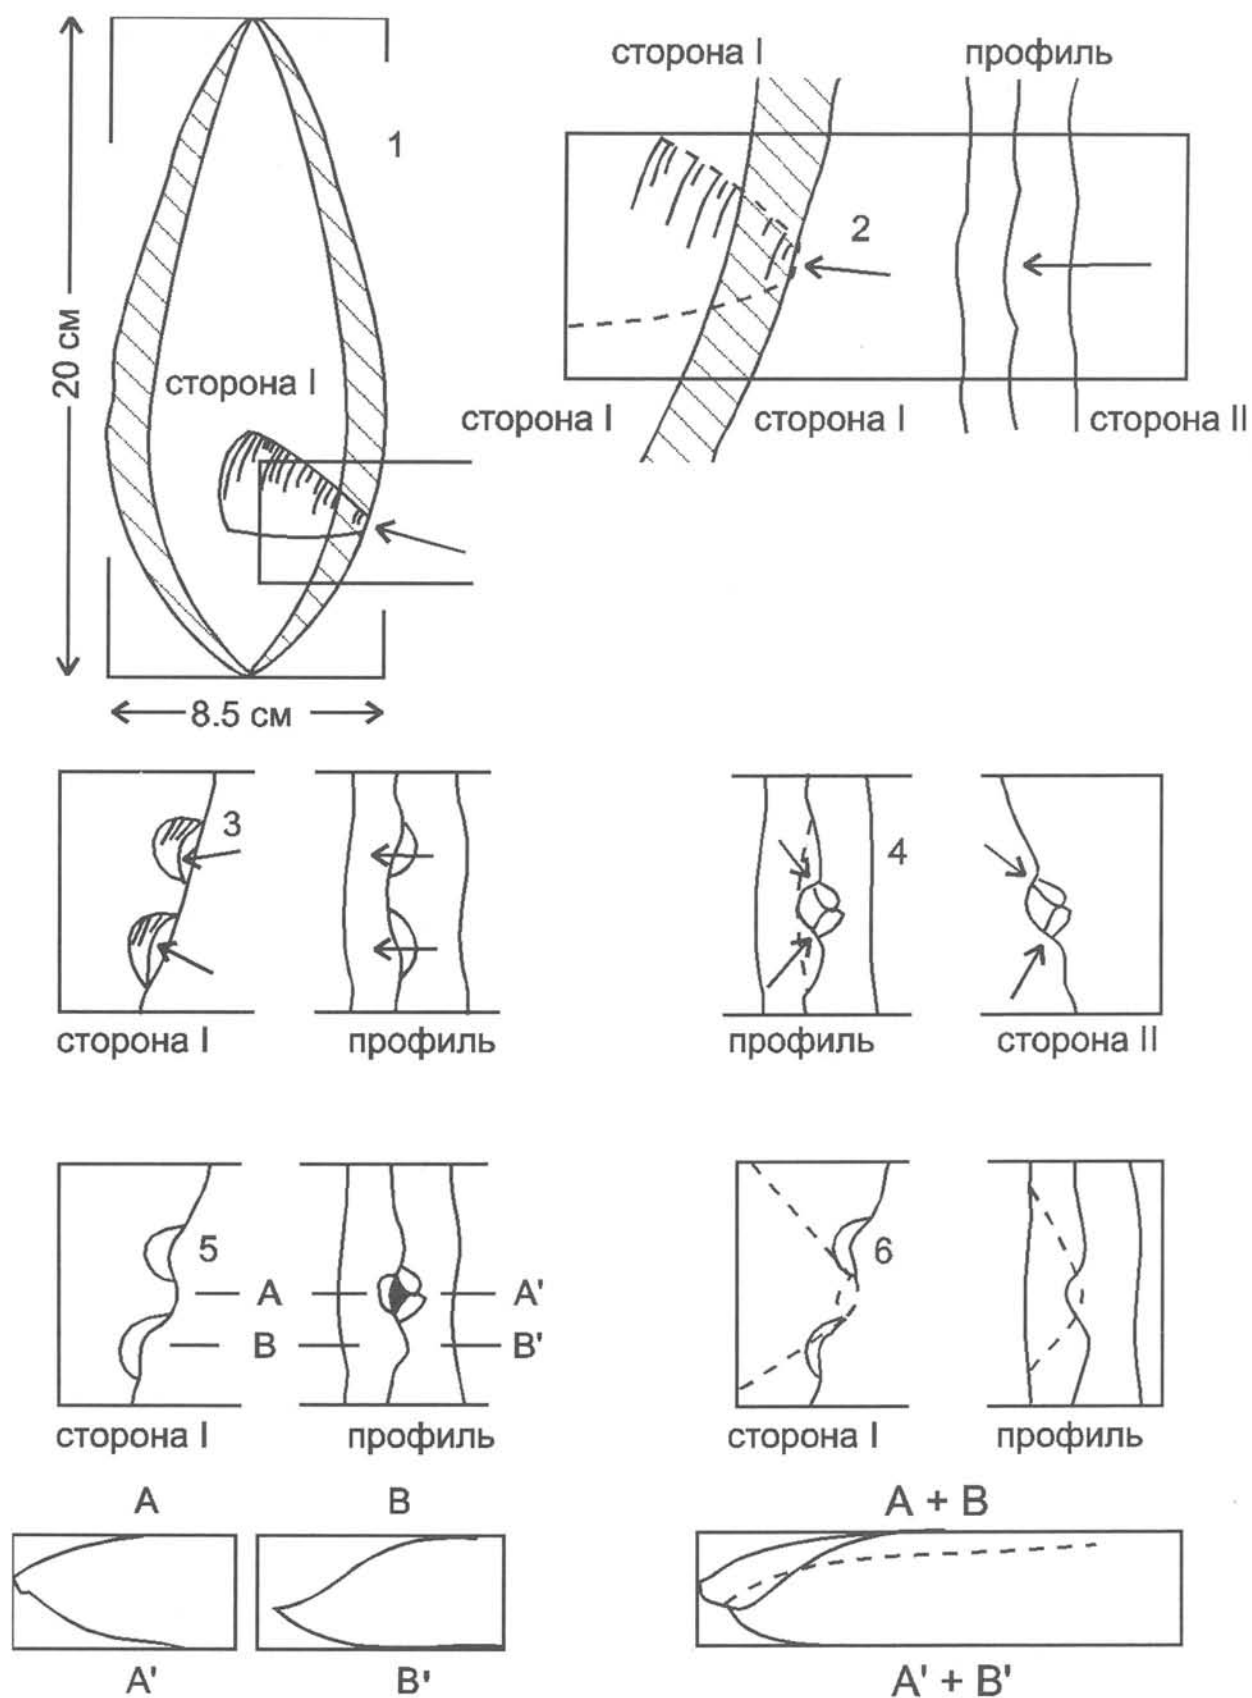 сторона I
профиль
1
2
20 см
сторона I
сторона I
сторона I
сторона II
8.5 см
3
4
сторона I
профиль
профиль
сторона II
5
6
A
A'
B
B'
сторона I
профиль
сторона I
профиль
A
B
A + B
A'
B'
A' + B'